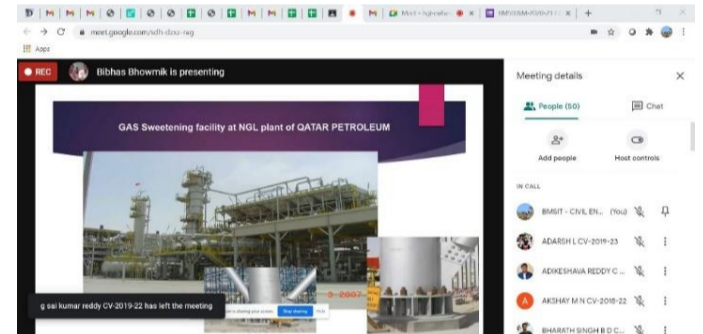 meet.google.com/sdh-dzou-reg
Apps
REC
Bibhas Bhowmik is presenting
GAS Sweetening facility at NGL plant of QATAR PETROLEUM
2007
g sai kumar reddy CV-2019-22 has left the meeting
Stop sharing
Hide
Meeting details
People (50)
Chat
Add people
Host controls
IN CALL
BMSIT - CIVIL EN... (You)
ADARSH L CV-2019-23
ADIKESHAVA REDDY C ...
A
AKSHAY M N CV-2018-22
BHARATH SINGH B D C...